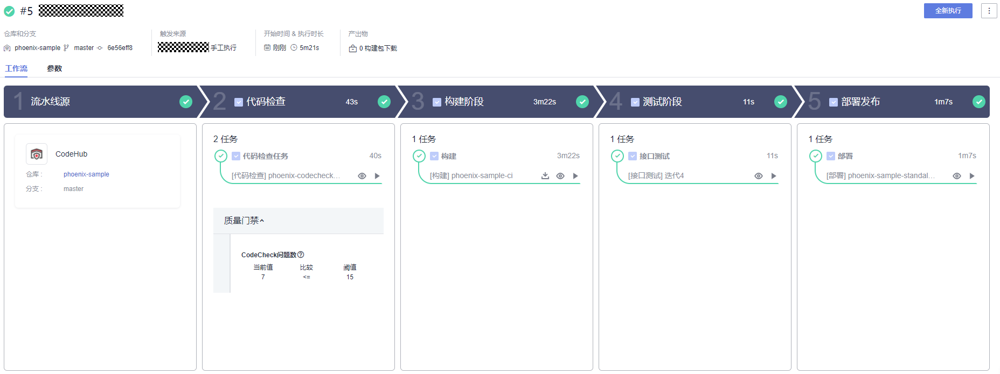 #5
全新执行
仓库和分支
触发来源
开始时间 & 执行时长
产出物
phoenix-sample master 6e56eff8
手工执行
刚刚 5m21s
0 构建包下载
工作流 参数
1 流水线源
2 代码检查 43s
3 构建阶段 3m22s
4 测试阶段 11s
5 部署发布 1m7s
CodeHub
仓库 : phoenix-sample
分支 : master
2 任务
代码检查任务 40s
[代码检查] phoenix-codecheck...
质量门禁
CodeCheck问题数
当前值 比较 阈值
7 <= 15
1 任务
构建 3m22s
[构建] phoenix-sample-ci
1 任务
接口测试 11s
[接口测试] 迭代4
1 任务
部署 1m7s
[部署] phoenix-sample-standal...